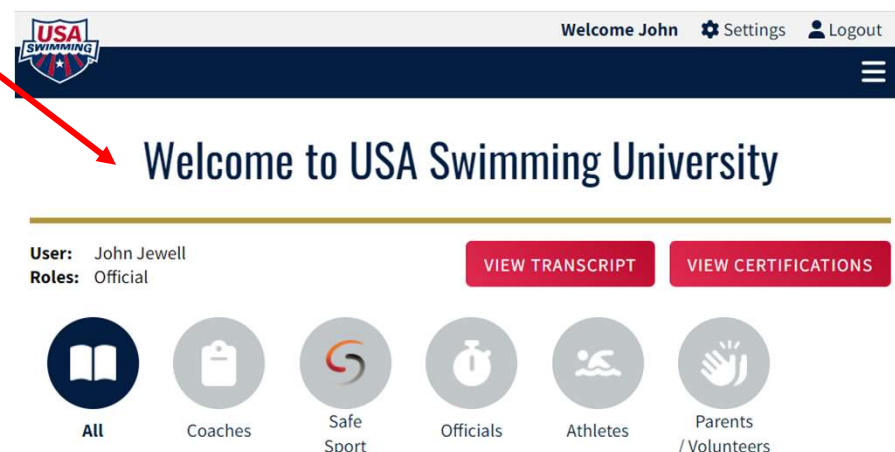 USA
SWIMMING
Welcome John Settings Logout
Welcome to USA Swimming University
User: John Jewell
Roles: Official
VIEW TRANSCRIPT VIEW CERTIFICATIONS
All Coaches Safe Sport Officials Athletes Parents / Volunteers